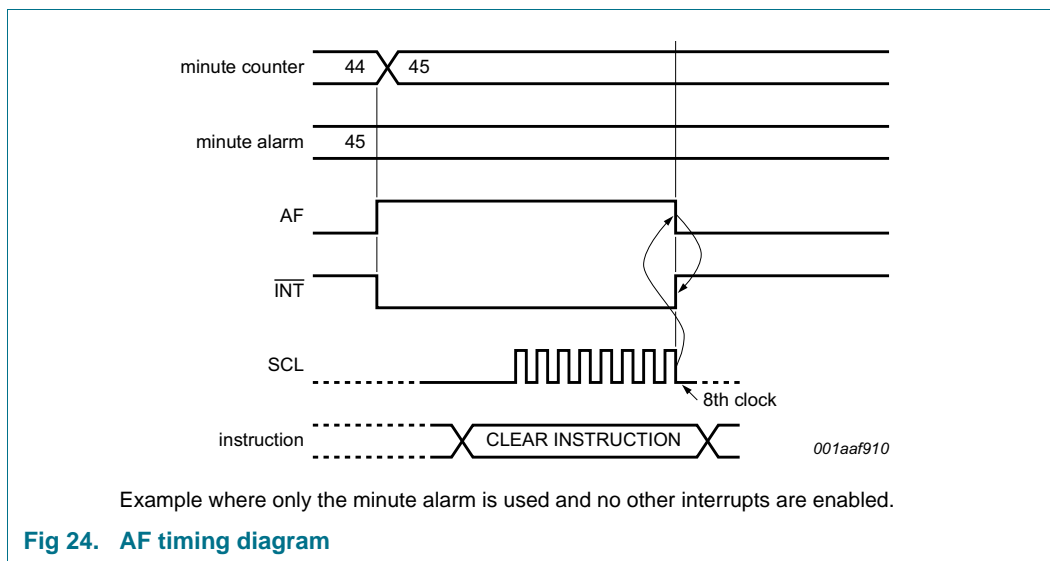 minute counter 44 45
minute alarm 45
AF
INT
SCL
8th clock
instruction CLEAR INSTRUCTION
001aaf910
Example where only the minute alarm is used and no other interrupts are enabled.
Fig 24. AF timing diagram